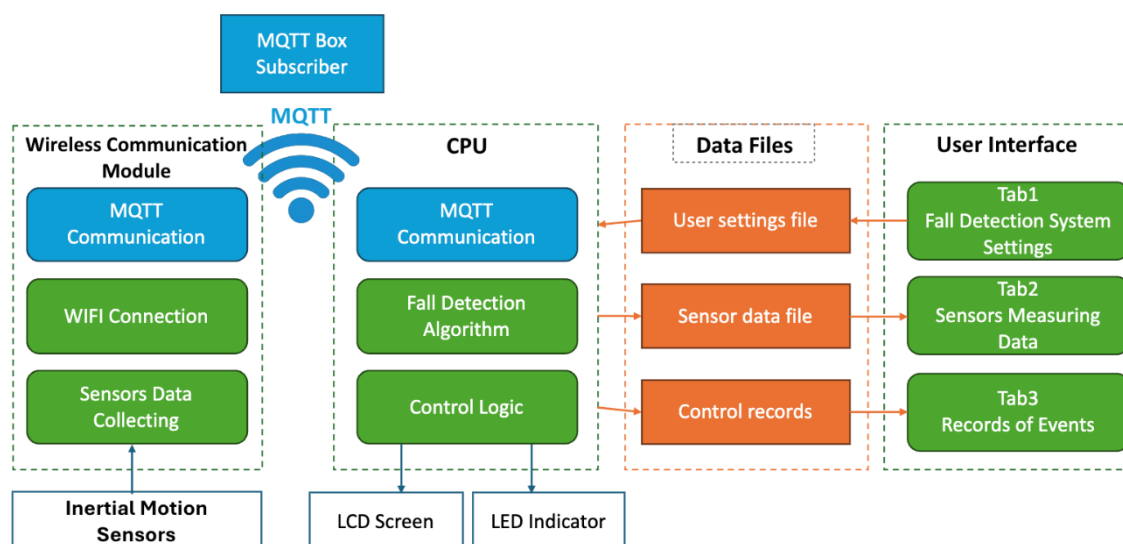 MQTT Box
Subscriber
MQTT
Wireless Communication
Module
MQTT
Communication
WIFI Connection
Sensors Data
Collecting
Inertial Motion
Sensors
CPU
MQTT
Communication
Fall Detection
Algorithm
Control Logic
LCD Screen
LED Indicator
Data Files
User settings file
Sensor data file
Control records
User Interface
Tab1
Fall Detection System
Settings
Tab2
Sensors Measuring
Data
Tab3
Records of Events